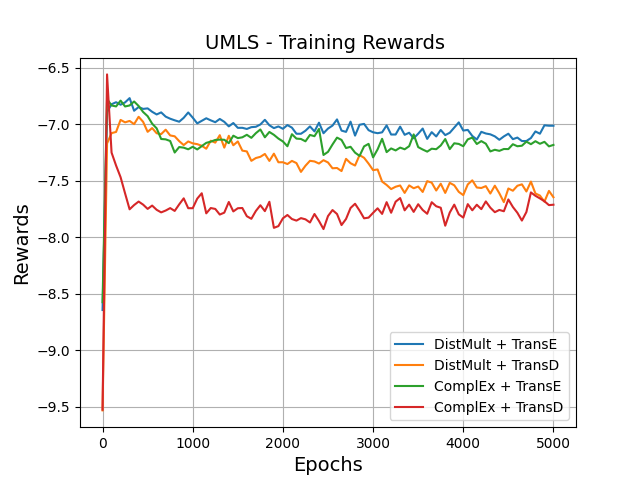 UMLS - Training Rewards
−6.5
−7.0
−7.5
−8.0
−8.5
−9.0
−9.5
Rewards
0 1000 2000 3000 4000 5000
Epochs
DistMult + TransE
DistMult + TransD
ComplEx + TransE
ComplEx + TransD